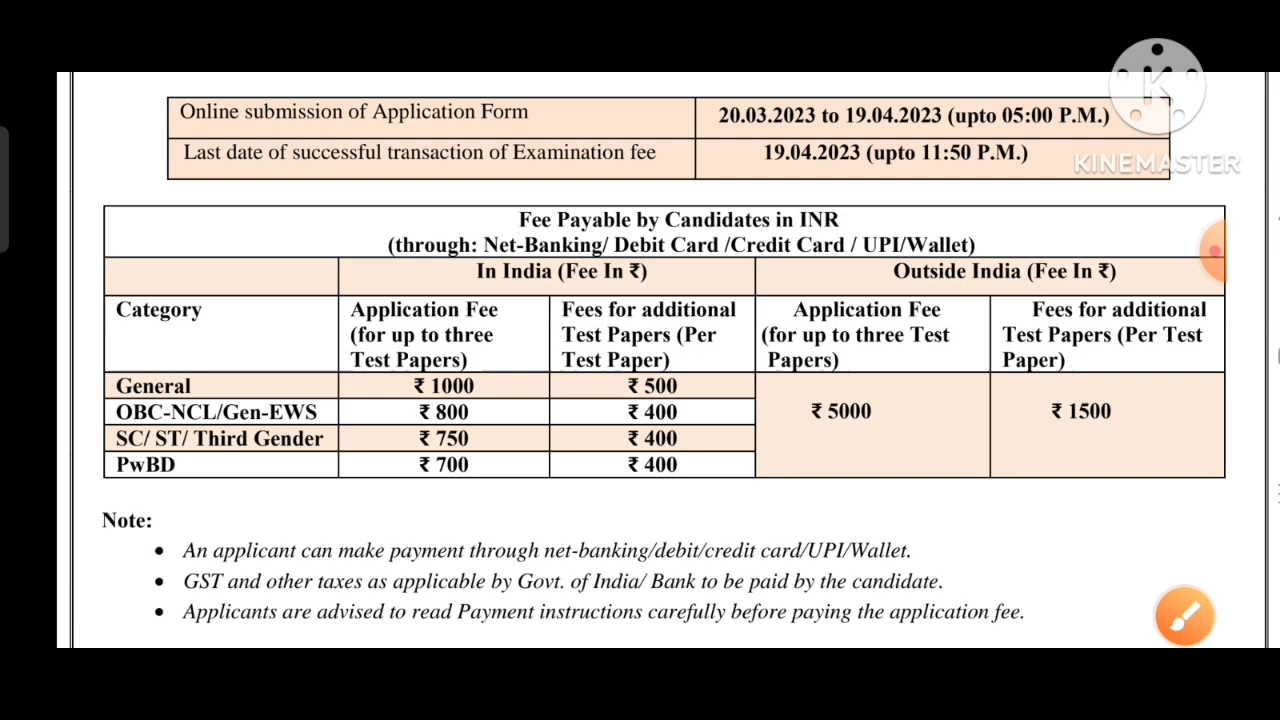 Online submission of Application Form
20.03.2023 to 19.04.2023 (upto 05:00 P.M.)
Last date of successful transaction of Examination fee
19.04.2023 (upto 11:50 P.M.)
K
KINEMASTER
Fee Payable by Candidates in INR
(through: Net-Banking/ Debit Card /Credit Card / UPI/Wallet)
In India (Fee In ₹)
Outside India (Fee In ₹)
Category
Application Fee
(for up to three
Test Papers)
Fees for additional
Test Papers (Per
Test Paper)
Application Fee
(for up to three Test
Papers)
Fees for additional
Test Papers (Per Test
Paper)
General
₹ 1000
₹ 500
OBC-NCL/Gen-EWS
₹ 800
₹ 400
₹ 5000
₹ 1500
SC/ ST/ Third Gender
₹ 750
₹ 400
PwBD
₹ 700
₹ 400
Note:
• An applicant can make payment through net-banking/debit/credit card/UPI/Wallet.
• GST and other taxes as applicable by Govt. of India/ Bank to be paid by the candidate.
• Applicants are advised to read Payment instructions carefully before paying the application fee.